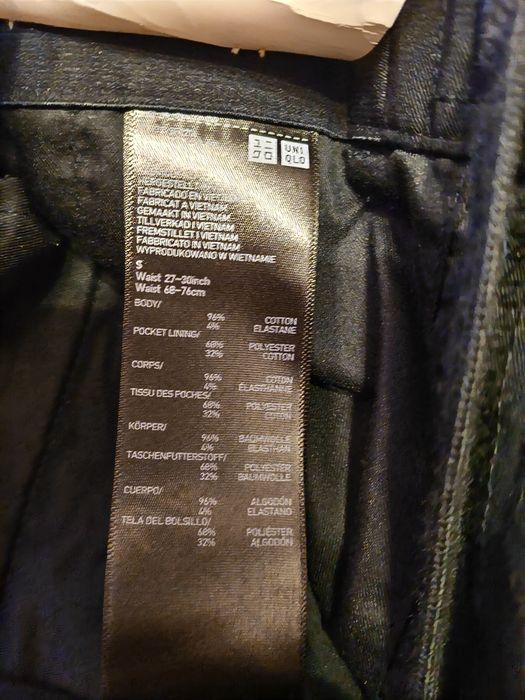 UNI
QLO
HERGESTELLT
FABRICADO EN
FABRICAT A VIETNAM
GEMAAKT IN VIETNAM
TILLVERKAD I VIETNAM
FREMSTILLET I VIETNAM
FABBRICATO IN VIETNAM
WYPRODUKOWANO W WIETNAMIE
S
Waist 27-30inch
Waist 68-76cm
BODY/
96% COTTON
4% ELASTANE
POCKET LINING/
68% POLYESTER
32% COTTON
CORPS/
96% COTON
4% ÉLASTHANNE
TISSU DES POCHES/
68% POLYESTER
32% COTON
KÖRPER/
96% BAUMWOLLE
4% ELASTHAN
TASCHENFUTTERSTOFF/
68% POLYESTER
32% BAUMWOLLE
CUERPO/
96% ALGODÓN
4% ELASTANO
TELA DEL BOLSILLO/
68% POLIÉSTER
32% ALGODÓN